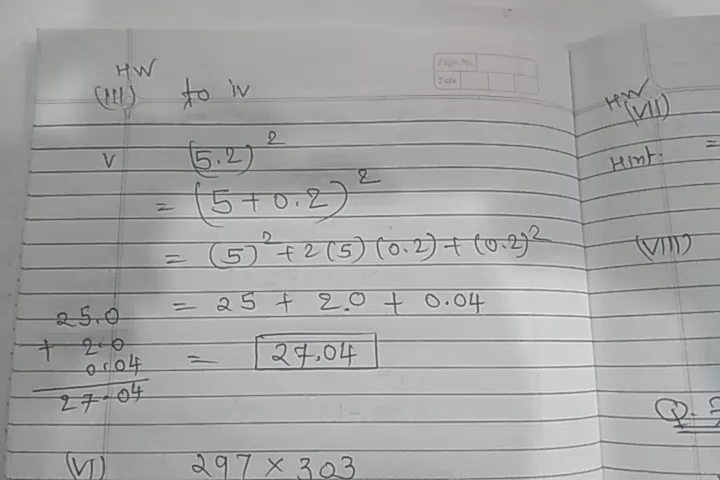 HW
(III) to iv
v (5.2)²
= (5+0.2)²
= (5)²+2(5)(0.2)+(0.2)²
= 25 + 2.0 + 0.04
= 27.04
25.0
+ 2.0
0.04
27.04
(VI) 297 × 303
HW
(VII)
Hint. =
(VIII)